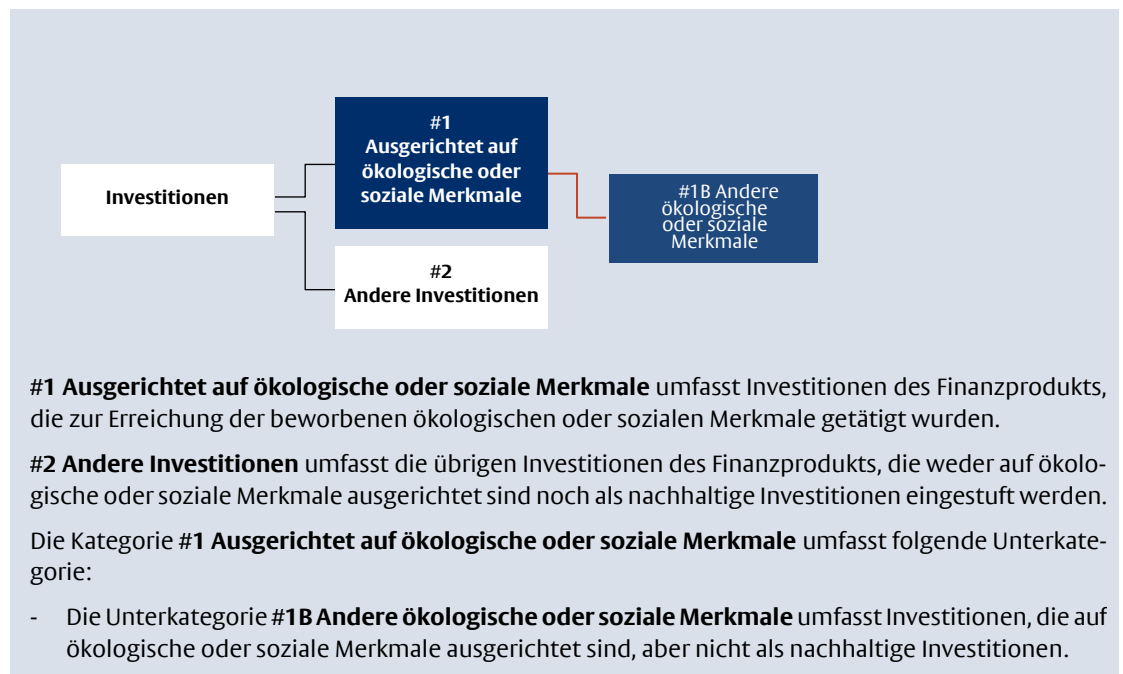 #1
Ausgerichtet auf
ökologische oder
soziale Merkmale
Investitionen
#1B Andere
ökologische
oder soziale
Merkmale
#2
Andere Investitionen
#1 Ausgerichtet auf ökologische oder soziale Merkmale umfasst Investitionen des Finanzprodukts,
die zur Erreichung der beworbenen ökologischen oder sozialen Merkmale getätigt wurden.
#2 Andere Investitionen umfasst die übrigen Investitionen des Finanzprodukts, die weder auf ökolo-
gische oder soziale Merkmale ausgerichtet sind noch als nachhaltige Investitionen eingestuft werden.
Die Kategorie #1 Ausgerichtet auf ökologische oder soziale Merkmale umfasst folgende Unterkate-
gorie:
- Die Unterkategorie #1B Andere ökologische oder soziale Merkmale umfasst Investitionen, die auf
ökologische oder soziale Merkmale ausgerichtet sind, aber nicht als nachhaltige Investitionen.